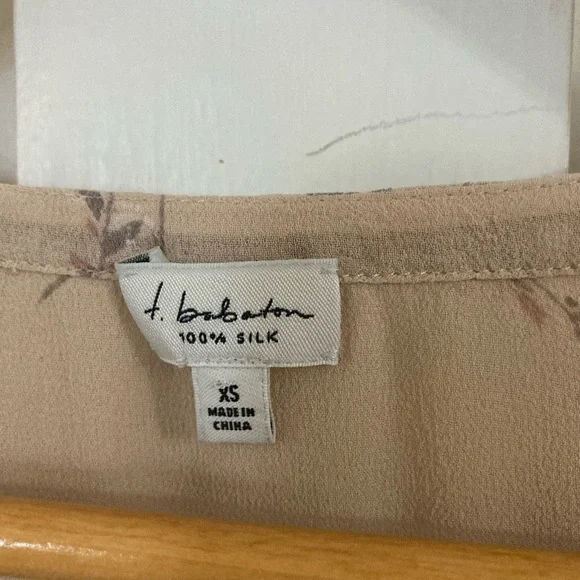 t. babaton
100% SILK
XS
MADE IN
CHINA